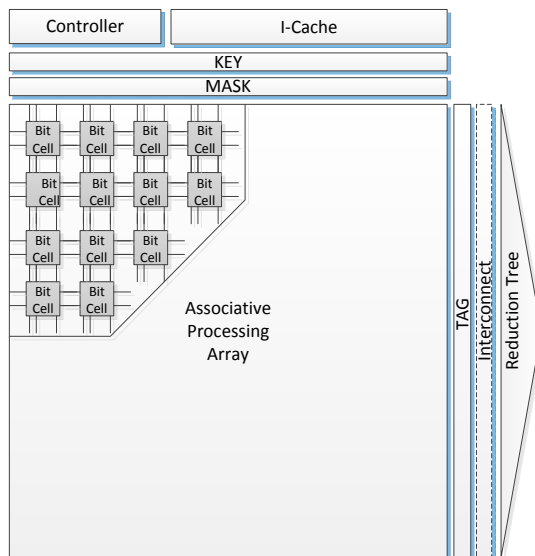 Controller
I-Cache
KEY
MASK
Bit Bit Bit Bit
Cell Cell Cell Cell
Bit Bit Bit Bit
Cell Cell Cell Cell
Bit Bit Bit
Cell Cell Cell
Bit Bit
Cell Cell
Associative
Processing
Array
TAG
Interconnect
Reduction Tree